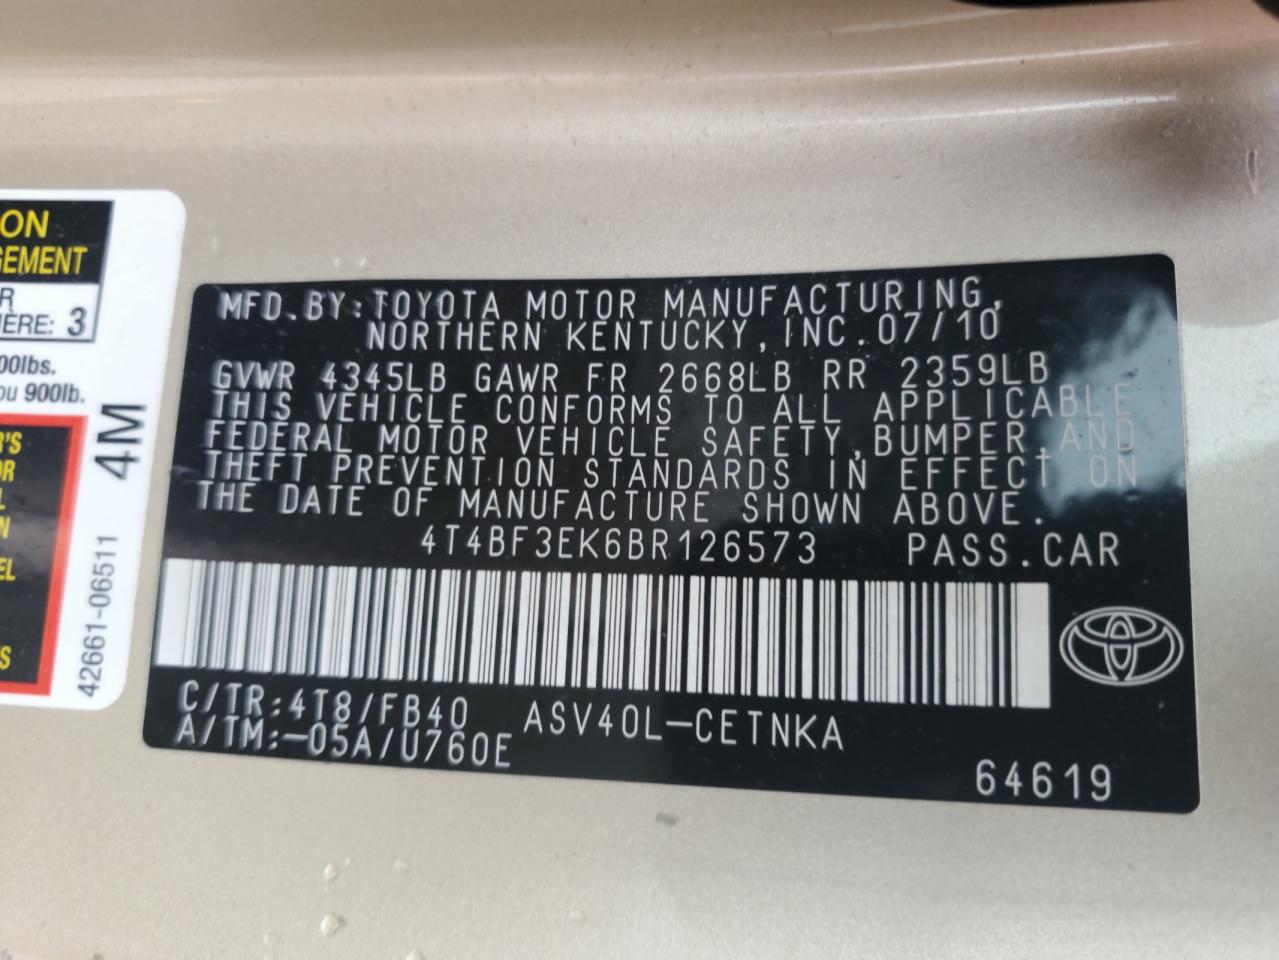 ON
GEMENT
R
HERE: 3
00lbs.
ou 900lb.
R'S
OR
L
N
EL
S
42661-06511 4M
MFD. BY: TOYOTA MOTOR MANUFACTURING,
NORTHERN KENTUCKY, INC. 07/10
GVWR 4345LB GAWR FR 2668LB RR 2359LB
THIS VEHICLE CONFORMS TO ALL APPLICABLE
FEDERAL MOTOR VEHICLE SAFETY, BUMPER, AND
THEFT PREVENTION STANDARDS IN EFFECT ON
THE DATE OF MANUFACTURE SHOWN ABOVE.
4T4BF3EK6BR126573 PASS.CAR
C/TR:4T8/FB40 ASV40L-CETNKA
A/TM:-05A/U760E
64619